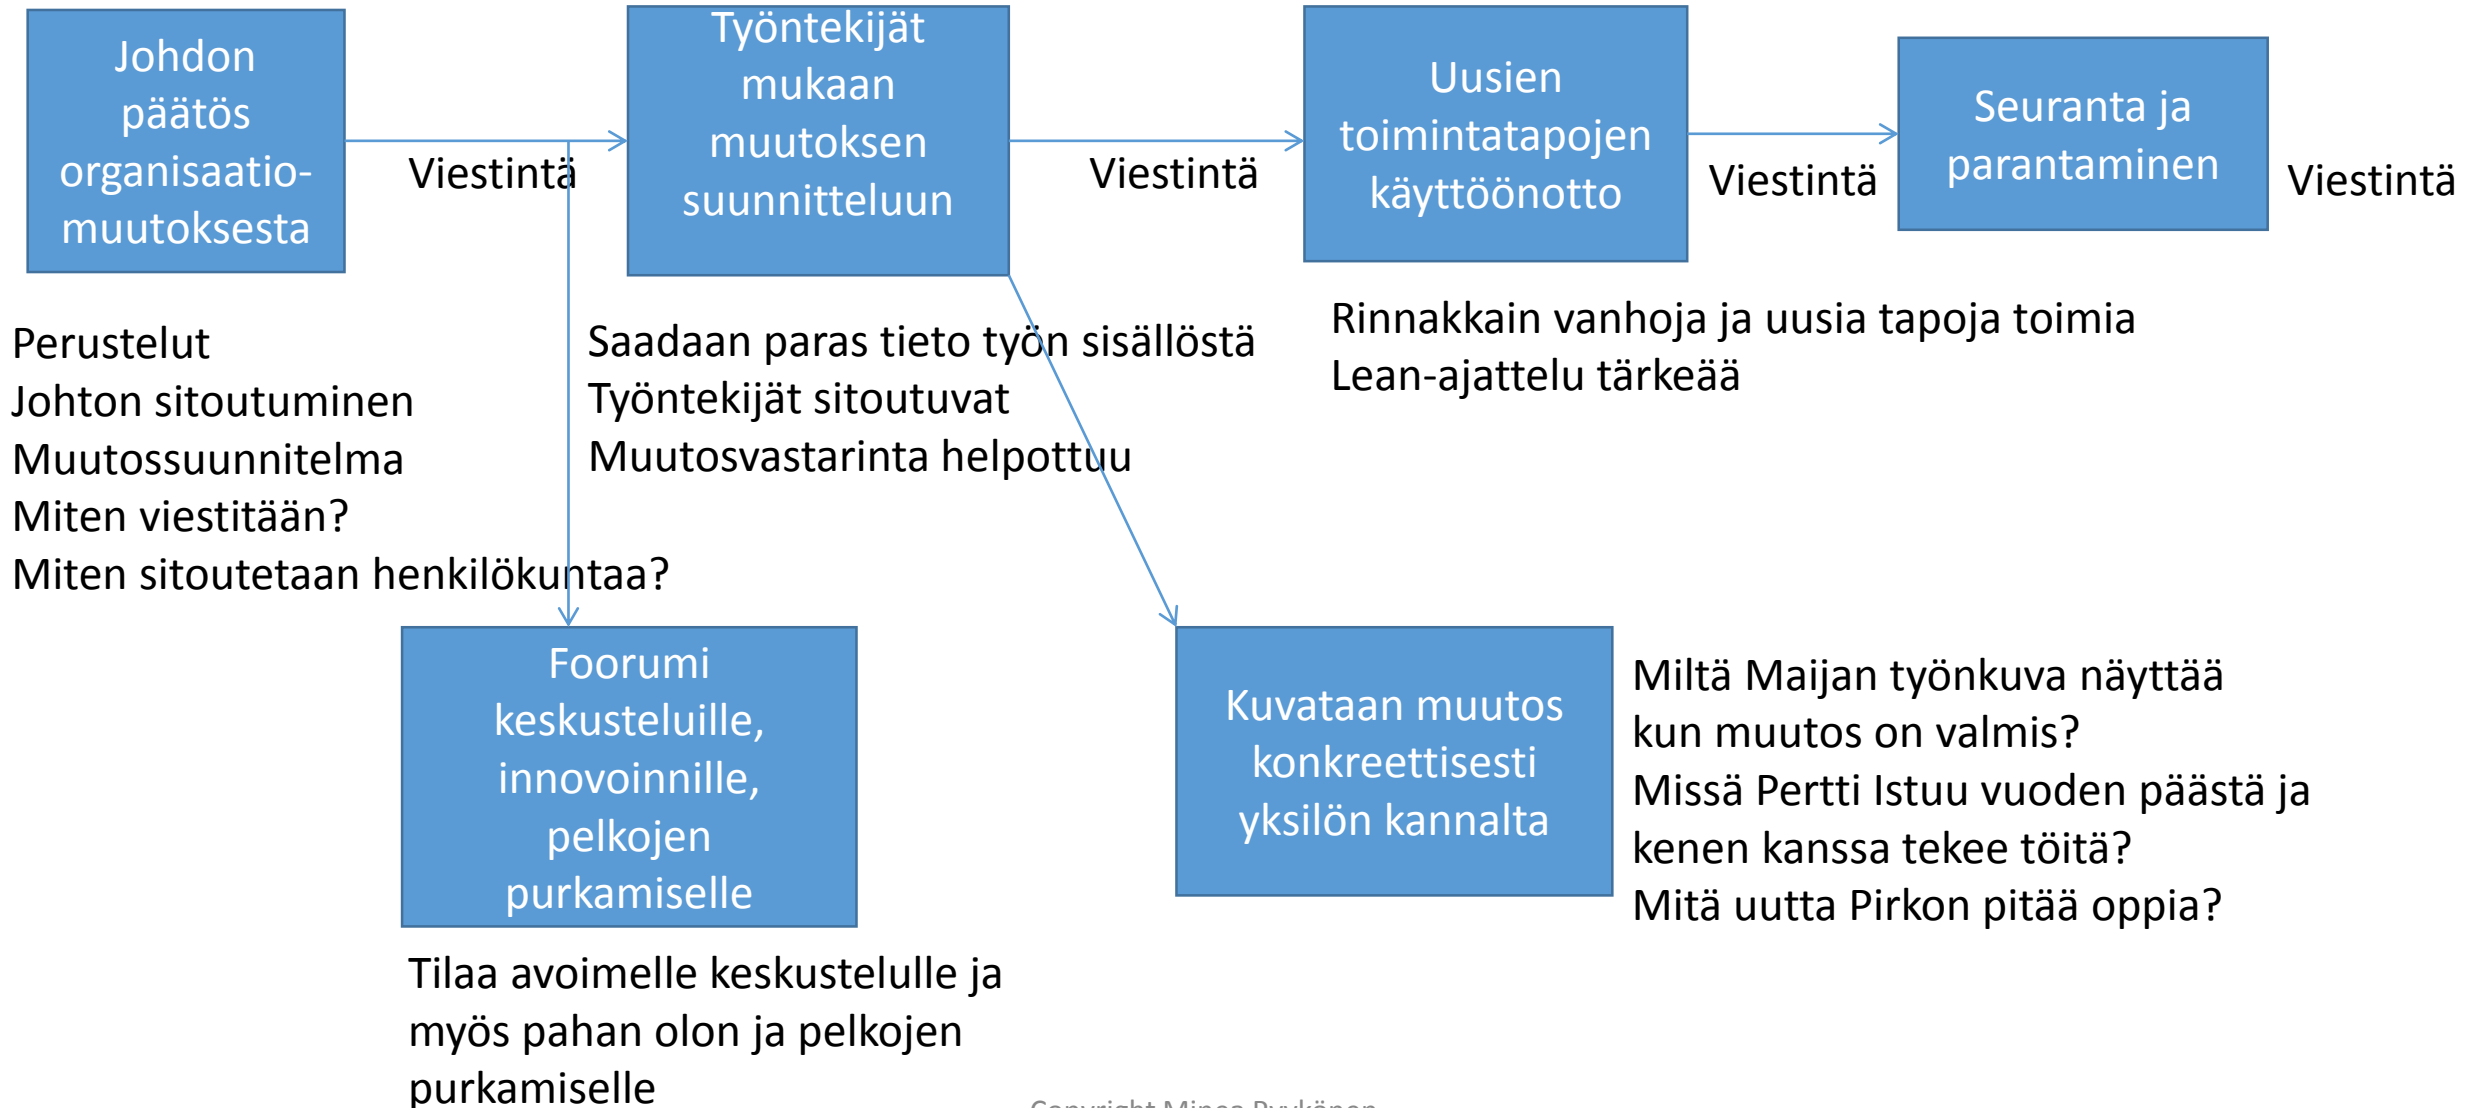 Johdon
päätös
organisaatio-
muutoksesta
Viestintä
Työntekijät
mukaan
muutoksen
suunnitteluun
Viestintä
Uusien
toimintatapojen
käyttöönotto
Viestintä
Seuranta ja
parantaminen
Viestintä
Perustelut
Johton sitoutuminen
Muutossuunnitelma
Miten viestitään?
Miten sitoutetaan henkilökuntaa?
Saadaan paras tieto työn sisällöstä
Työntekijät sitoutuvat
Muutosvastarinta helpottuu
Rinnakkain vanhoja ja uusia tapoja toimia
Lean-ajattelu tärkeää
Foorumi
keskusteluille,
innovoinnille,
pelkojen
purkamiselle
Tilaa avoimelle keskustelulle ja
myös pahan olon ja pelkojen
purkamiselle
Kuvataan muutos
konkreettisesti
yksilön kannalta
Miltä Maijan työnkuva näyttää
kun muutos on valmis?
Missä Pertti Istuu vuoden päästä ja
kenen kanssa tekee töitä?
Mitä uutta Pirkon pitää oppia?
Copyright Minea